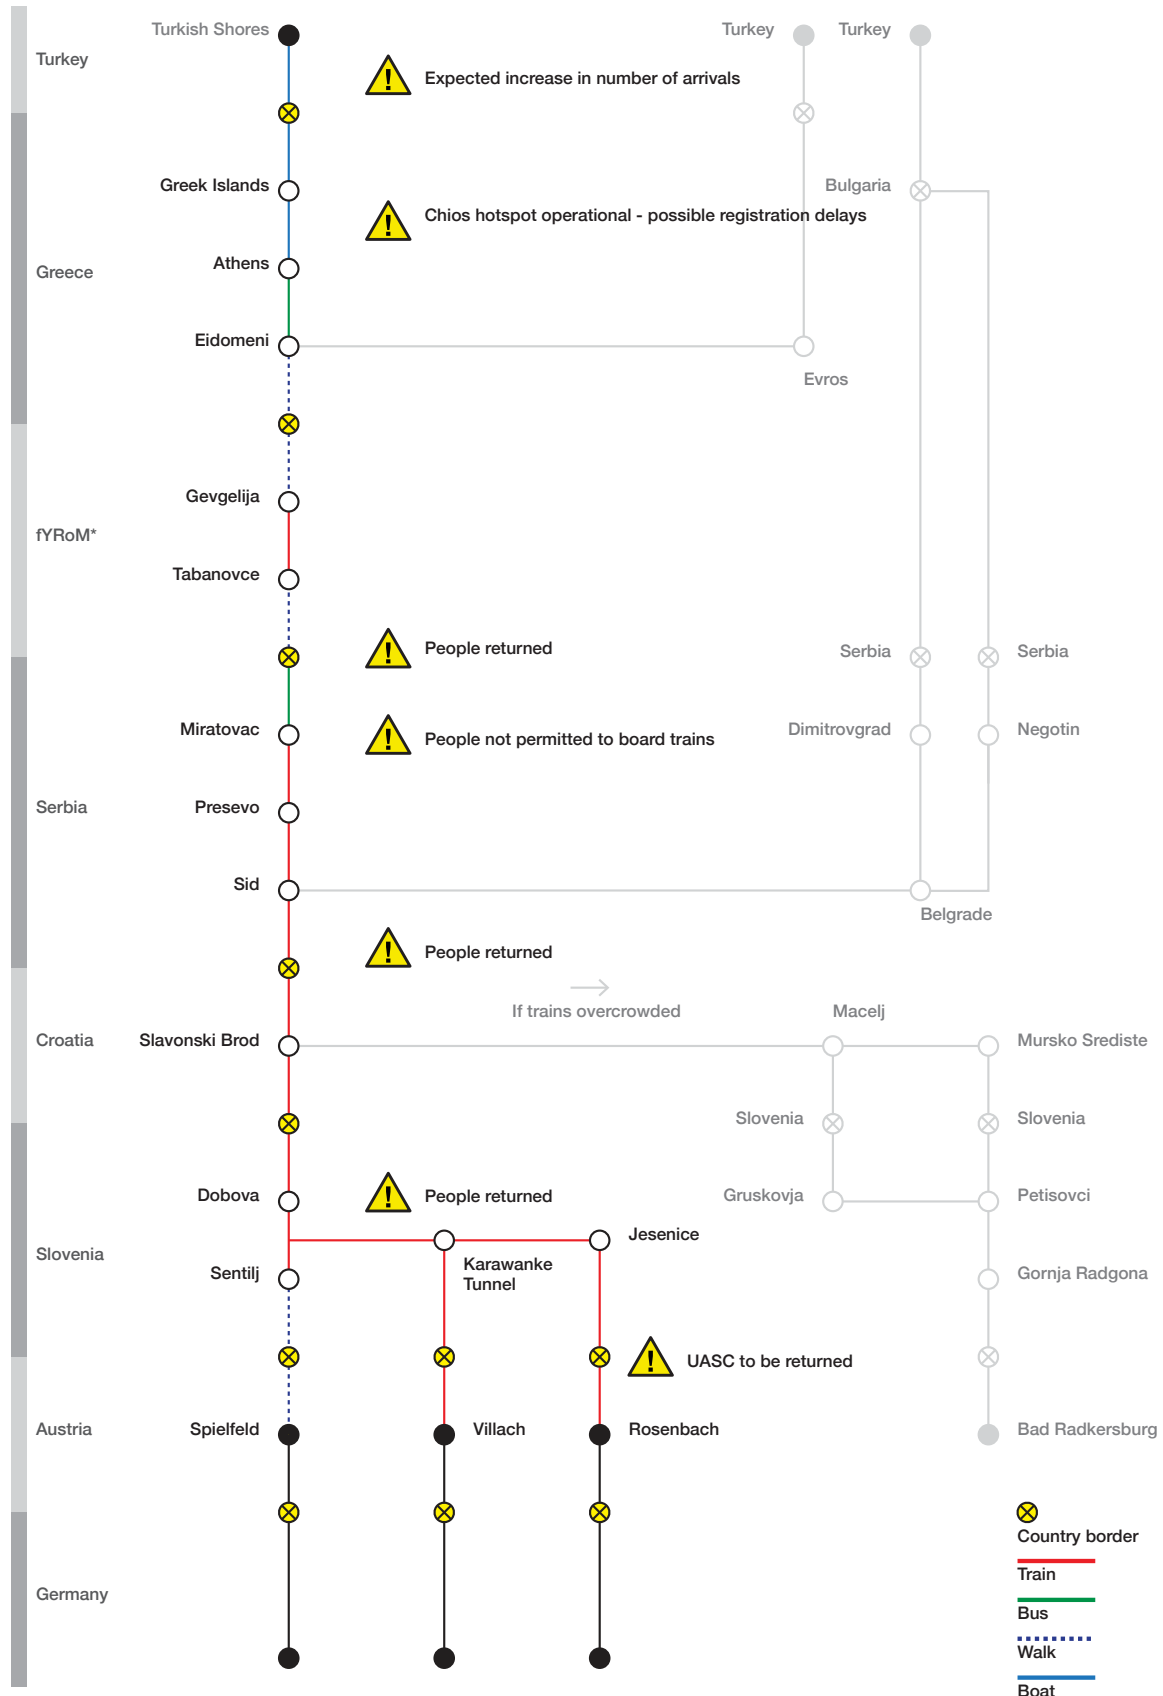 Turkish Shores
Turkey
Turkey
Turkey
Expected increase in number of arrivals
Greek Islands
Bulgaria
Chios hotspot operational - possible registration delays
Athens
Greece
Eidomeni
Evros
Gevgelija
fYRoM*
Tabanovce
People returned
Serbia
Serbia
Miratovac
People not permitted to board trains
Dimitrovgrad
Negotin
Serbia
Presevo
Sid
Belgrade
People returned
If trains overcrowded
Macelj
Croatia
Slavonski Brod
Mursko Srediste
Slovenia
Slovenia
Dobova
People returned
Gruskovja
Petisovci
Jesenice
Slovenia
Karawanke
Tunnel
Sentilj
Gornja Radgona
UASC to be returned
Austria
Spielfeld
Villach
Rosenbach
Bad Radkersburg
Country border
Train
Germany
Bus
Walk
Boat